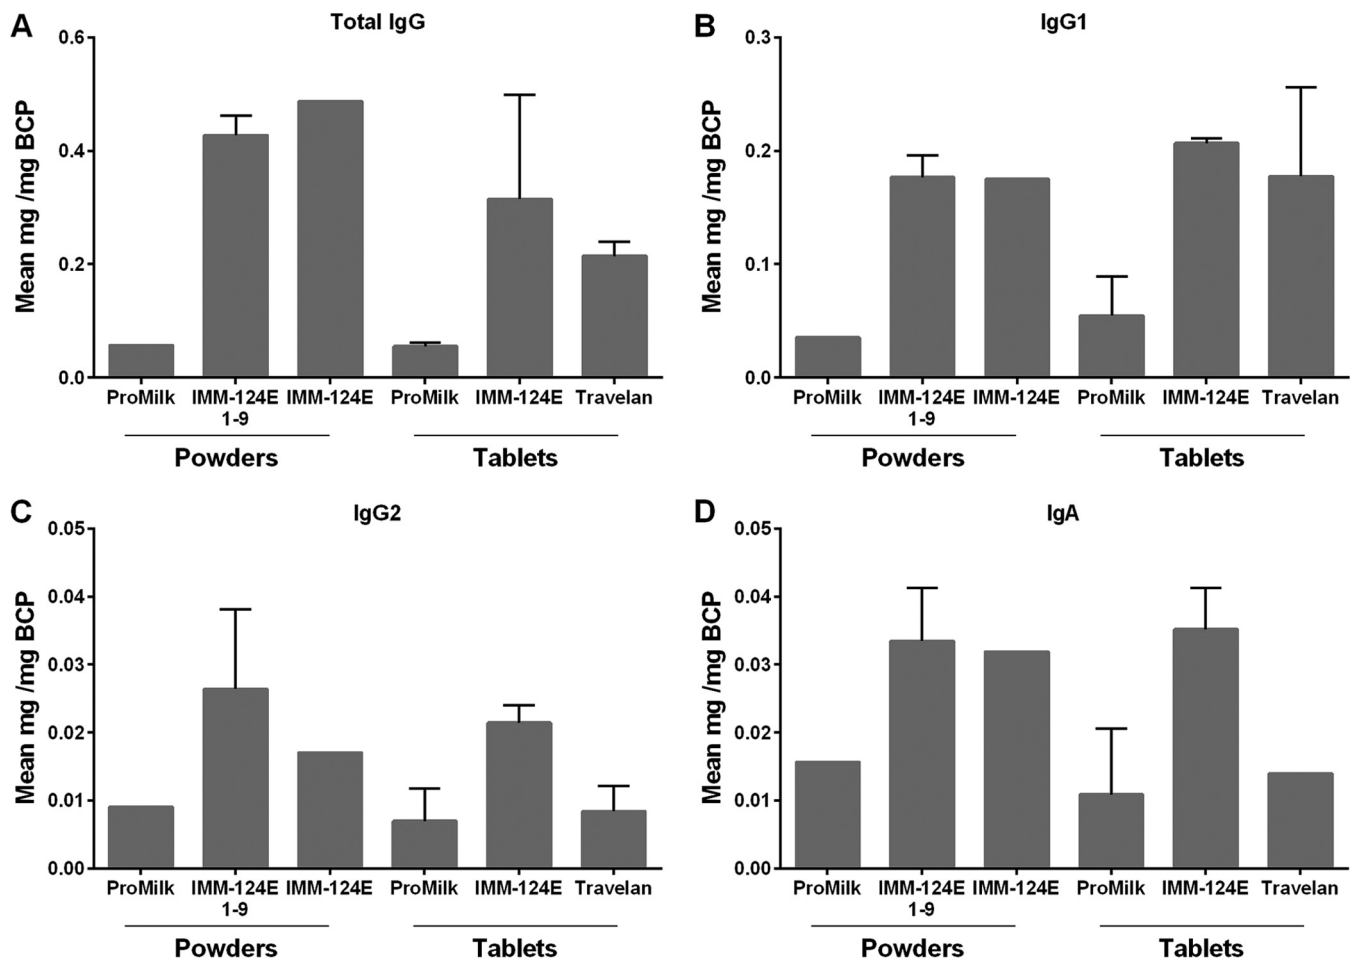 A
Total IgG
Mean mg /mg BCP
0.6
0.4
0.2
0.0
ProMilk IMM-124E IMM-124E ProMilk IMM-124E Travelan
1-9
Powders Tablets
B
IgG1
Mean mg /mg BCP
0.3
0.2
0.1
0.0
ProMilk IMM-124E IMM-124E ProMilk IMM-124E Travelan
1-9
Powders Tablets
C
IgG2
Mean mg /mg BCP
0.05
0.04
0.03
0.02
0.01
0.00
ProMilk IMM-124E IMM-124E ProMilk IMM-124E Travelan
1-9
Powders Tablets
D
IgA
Mean mg /mg BCP
0.05
0.04
0.03
0.02
0.01
0.00
ProMilk IMM-124E IMM-124E ProMilk IMM-124E Travelan
1-9
Powders Tablets